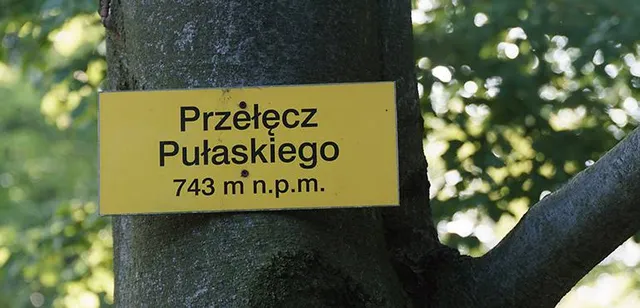 Przełęcz
Pułaskiego
743 m n.p.m.